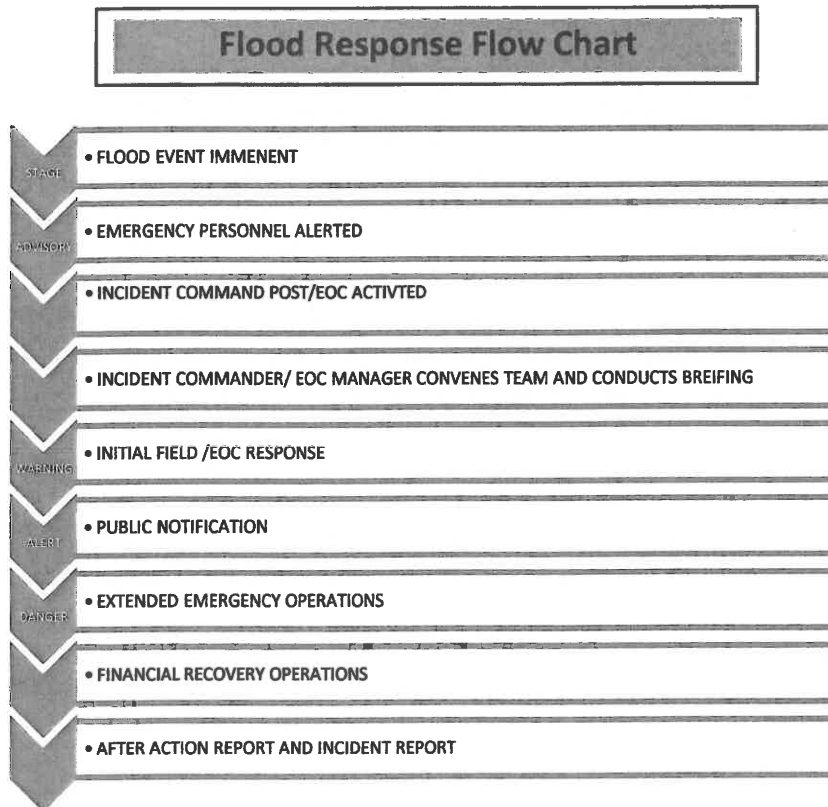 Flood Response Flow Chart
STAGE
• FLOOD EVENT IMMENENT
ADVISORY
• EMERGENCY PERSONNEL ALERTED
• INCIDENT COMMAND POST/EOC ACTIVTED
• INCIDENT COMMANDER/ EOC MANAGER CONVENES TEAM AND CONDUCTS BREIFING
WARNING
• INITIAL FIELD /EOC RESPONSE
ALERT
• PUBLIC NOTIFICATION
DANGER
• EXTENDED EMERGENCY OPERATIONS
• FINANCIAL RECOVERY OPERATIONS
• AFTER ACTION REPORT AND INCIDENT REPORT